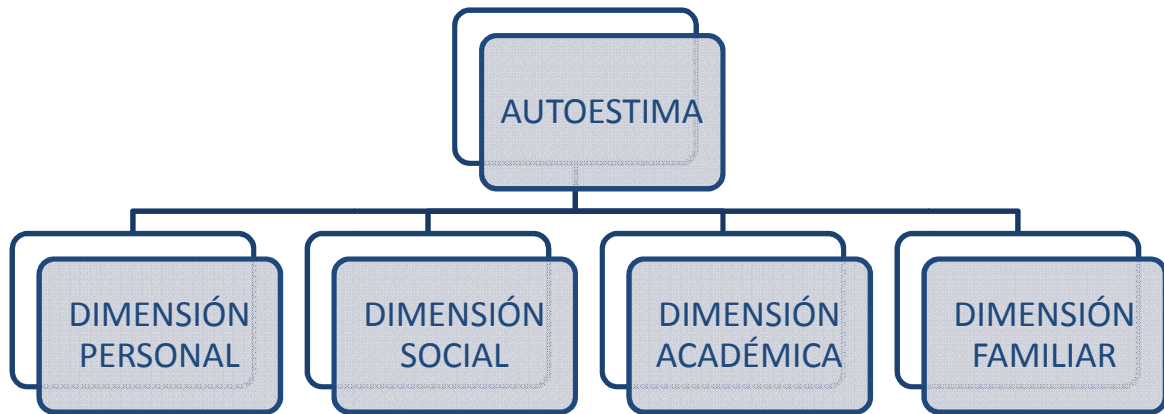 AUTOESTIMA
DIMENSIÓN
PERSONAL
DIMENSIÓN
SOCIAL
DIMENSIÓN
ACADÉMICA
DIMENSIÓN
FAMILIAR